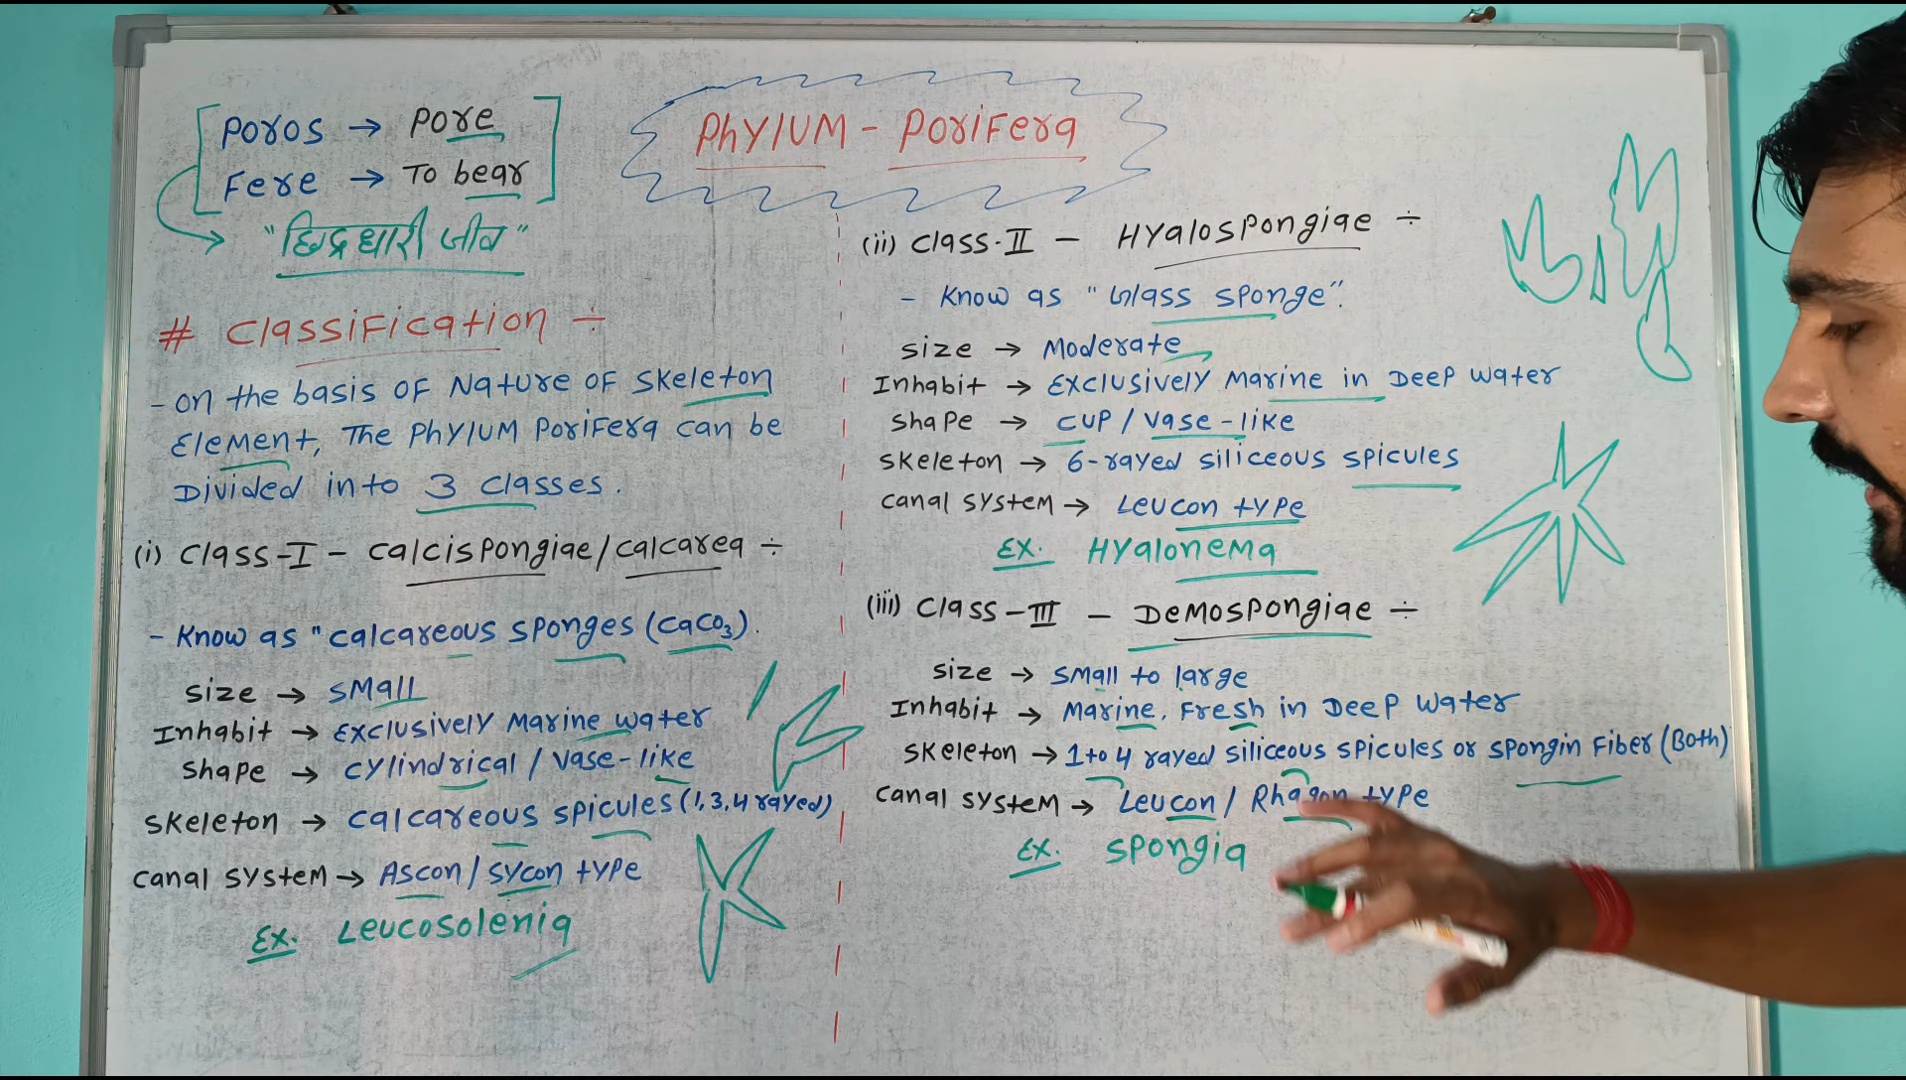 Poros → Pore
Fere → To bear
"छिद्रधारी जीव"
Phylum - Porifera
# Classification ÷
- on the basis of Nature of Skeleton
Element, The Phylum Porifera can be
Divided into 3 classes.
(i) Class-I - Calcispongiae/Calcarea ÷
- Know as "Calcareous sponges (CaCO3).
Size → Small
Inhabit → Exclusively Marine water
Shape → Cylindrical / Vase-like
Skeleton → Calcareous spicules (1,3,4 rayed)
Canal system → Ascon/sycon type
Ex. Leucosolenia
(ii) Class-II - Hyalospongiae ÷
- Know as "Glass sponge".
Size → Moderate
Inhabit → Exclusively Marine in Deep water
Shape → Cup / Vase-like
Skeleton → 6-rayed siliceous spicules
Canal system → Leucon type
Ex. Hyalonema
(iii) Class-III - Demospongiae ÷
Size → Small to large
Inhabit → Marine, Fresh in Deep water
Skeleton → 1 to 4 rayed siliceous spicules or spongin Fiber (Both)
Canal system → Leucon / Rhagon type
Ex. Spongia